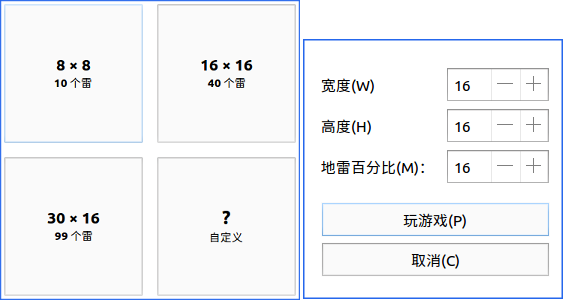 8 × 8
10 个雷
16 × 16
40 个雷
30 × 16
99 个雷
?
自定义
宽度(W)
16
高度(H)
16
地雷百分比(M)：
16
玩游戏(P)
取消(C)